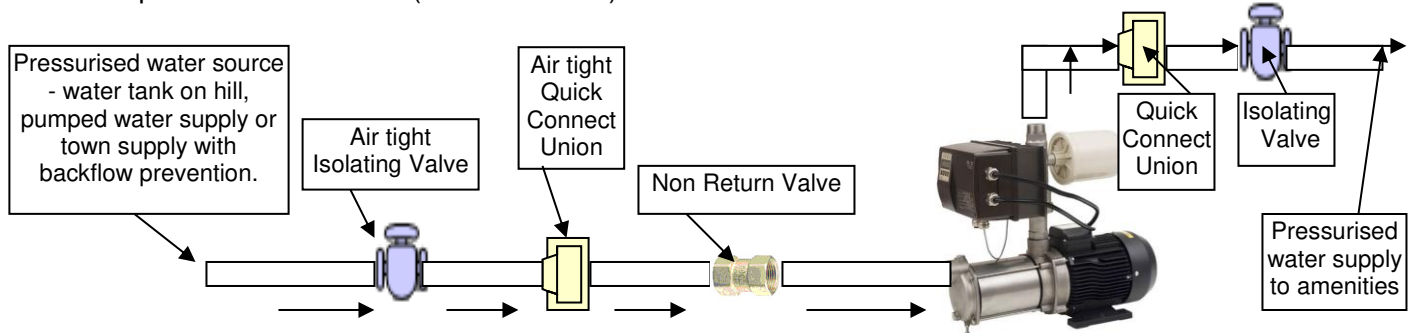 Pressurised water source
- water tank on hill,
pumped water supply or
town supply with
backflow prevention.
Air tight
Isolating Valve
Air tight
Quick
Connect
Union
Non Return Valve
Quick
Connect
Union
Isolating
Valve
Pressurised
water supply
to amenities